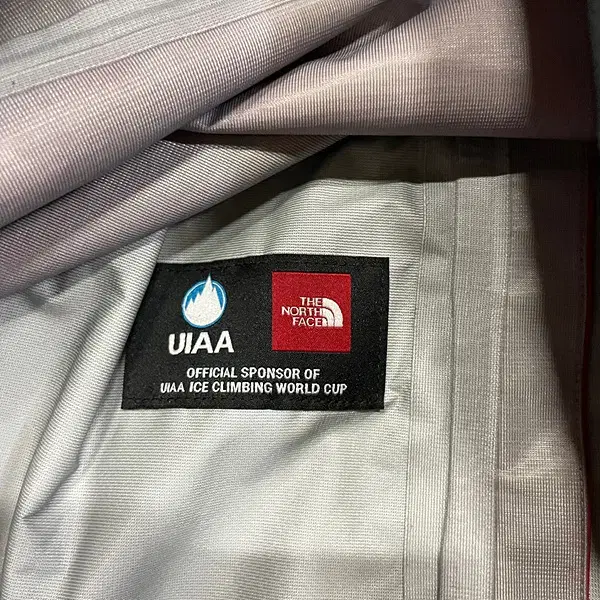 UIAA
THE
NORTH
FACE
OFFICIAL SPONSOR OF
UIAA ICE CLIMBING WORLD CUP